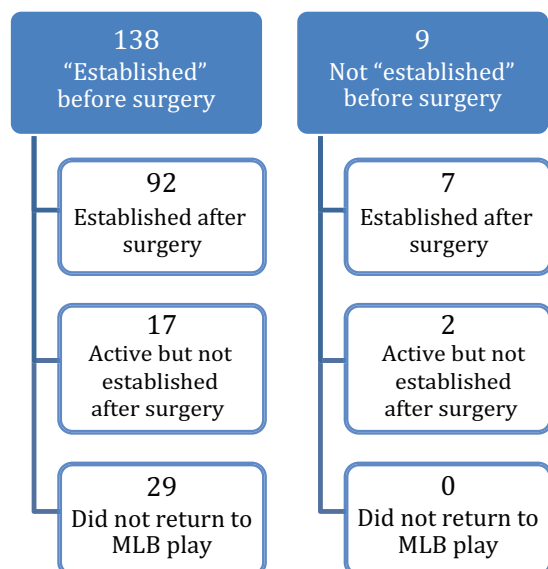 138
“Established”
before surgery
92
Established after
surgery
17
Active but not
established
after surgery
29
Did not return to
MLB play
9
Not “established”
before surgery
7
Established after
surgery
2
Active but not
established
after surgery
0
Did not return to
MLB play